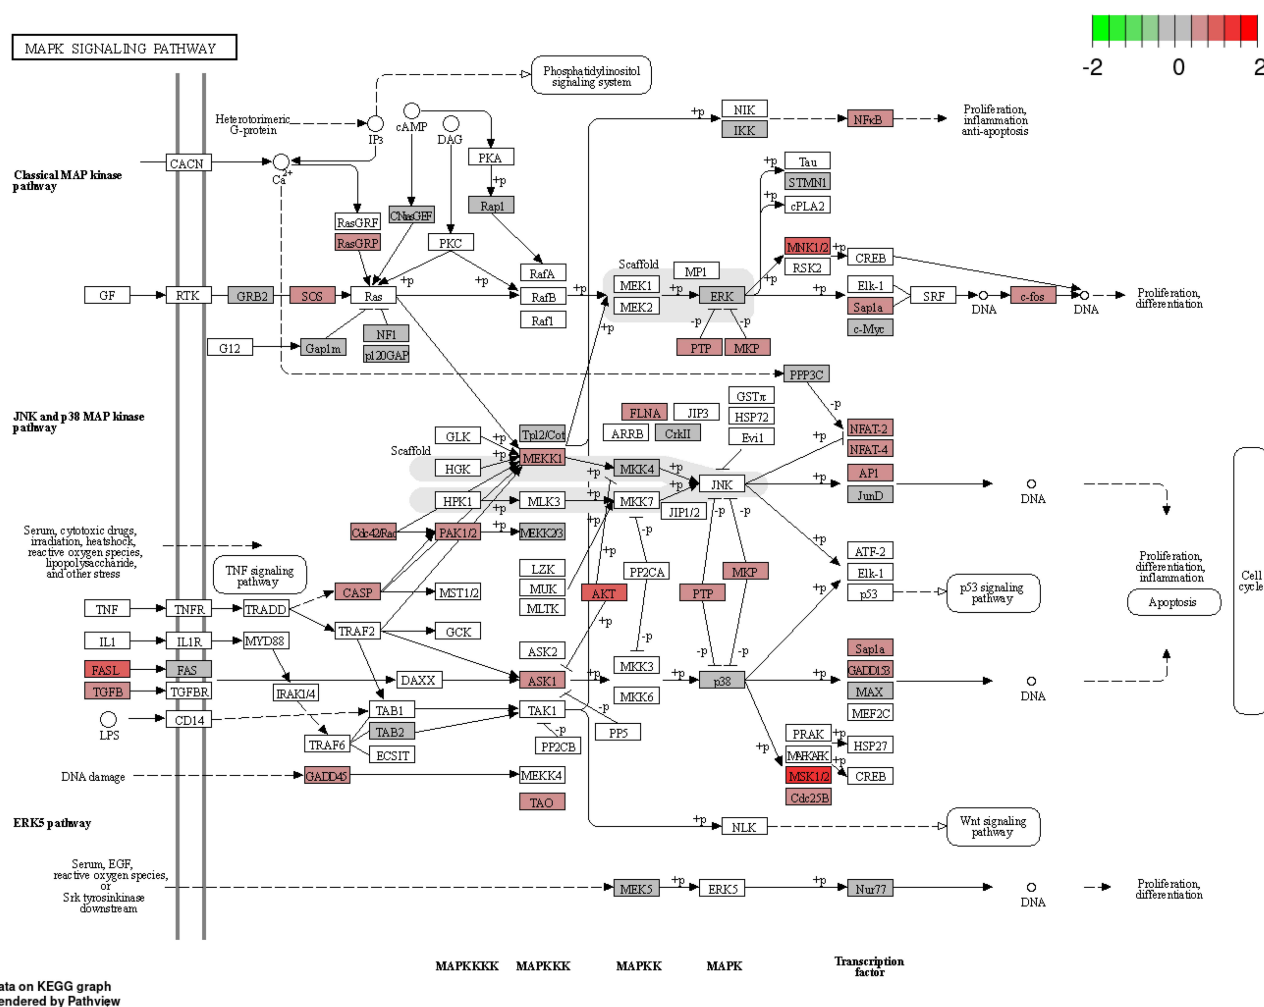 MAPK SIGNALING PATHWAY
-2
0
2
Phosphatidylinositol
signaling system
Heterotorimeric
G-protein
IP3
cAMP
DAG
+p
NIK
IKK
NFκB
Proliferation,
inflammation
anti-apoptosis
CACN
Ca2+
PKA
+p
Tau
STMN1
cPLA2
+p
+p
Classical MAP kinase
pathway
RasGRF
RasGRP
CNrasGEF
Rap1
PKC
RafA
RafB
Raf1
Scaffold
MP1
MEK1
MEK2
MNK1/2
RSK2
+p
CREB
GF
RTK
GRB2
SOS
Ras
+p
+p
+p
+p
ERK
+p
+p
Elk-1
Sap1a
c-Myc
SRF
DNA
c-fos
DNA
Proliferation,
differentiation
G12
Gap1m
NF1
p120GAP
+p
-p
-p
PTP
MKP
PPP3C
-p
JNK and p38 MAP kinase
pathway
GSTπ
HSP72
Evi1
FLNA
JIP3
ARRB
CrkII
NFAT-2
NFAT-4
+p
Scaffold
GLK
HGK
+p
+p
Tpl2/Cot
MEKK1
MKK4
+p
+p
JNK
+p
AP1
JunD
DNA
HPK1
+p
MLK3
+p
MKK7
+p
JIP1/2
Cdc42/Rac
PAK1/2
+p
MEKK2/3
+p
+p
-p
-p
-p
Serum, cytotoxic drugs,
irradiation, heatshock,
reactive oxygen species,
lipopolysaccharide,
and other stress
TNF signaling
pathway
LZK
MUK
MLTK
PP2CA
AKT
PTP
MKP
+p
+p
ATF-2
Elk-1
p53
p53 signaling
pathway
Proliferation,
differentiation,
inflammation
Apoptosis
Cell
cycle
CASP
MST1/2
TNF
TNFR
TRADD
TRAF2
GCK
+p
-p
IL1
IL1R
MYD88
ASK2
MKK3
MKK6
-p
-p
FASL
FAS
TGFB
TGFBR
DAXX
ASK1
+p
+p
p38
+p
Sap1a
GADD153
MAX
MEF2C
DNA
IRAK1/4
LPS
CD14
TAB1
TAB2
ECSIT
TRAF6
TAK1
-p
-p
PP2CB
PP5
+p
PRAK
MAPKAPK
MSK1/2
Cdc25B
+p
+p
HSP27
CREB
DNA damage
GADD45
MEKK4
TAO
ERK5 pathway
+p
NLK
Wnt signaling
pathway
Serum, EGF,
reactive oxygen species,
or
Srk tyrosinkinase
downstream
MEK5
+p
ERK5
+p
Nur77
DNA
Proliferation,
differentiation
MAPKKKK
MAPKKK
MAPKK
MAPK
Transcription
factor
ata on KEGG graph
endered by Pathview